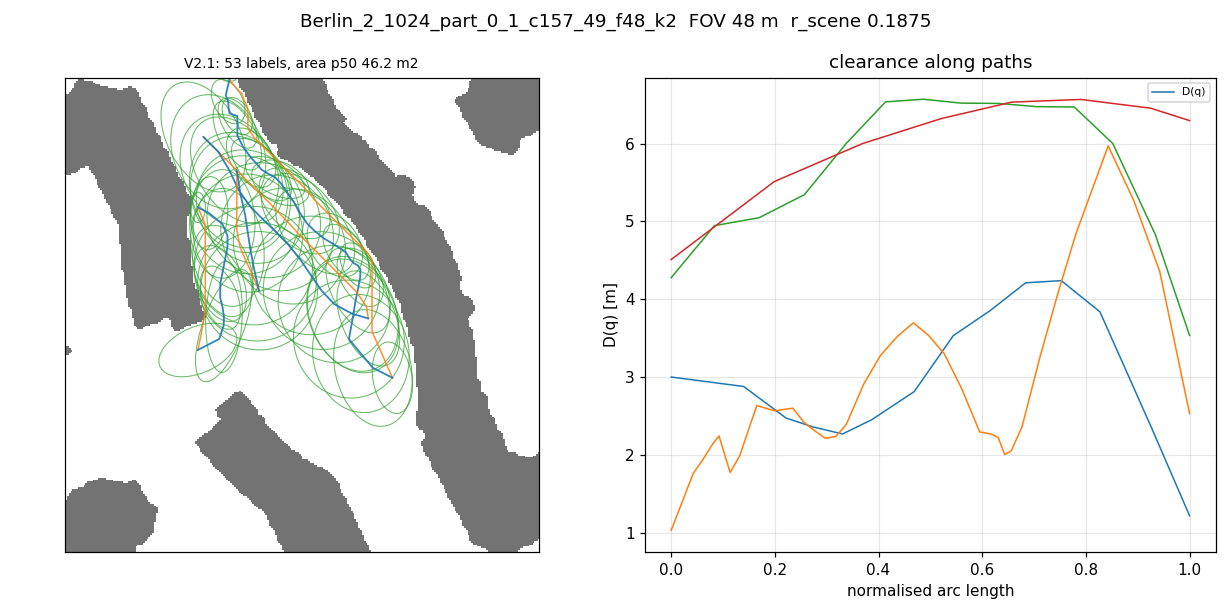 Berlin_2_1024_part_0_1_c157_49_f48_k2  FOV 48 m  r_scene 0.1875
V2.1: 53 labels, area p50 46.2 m2
clearance along paths
D(q)
D(q) [m]
6
5
4
3
2
1
0.0 0.2 0.4 0.6 0.8 1.0
normalised arc length